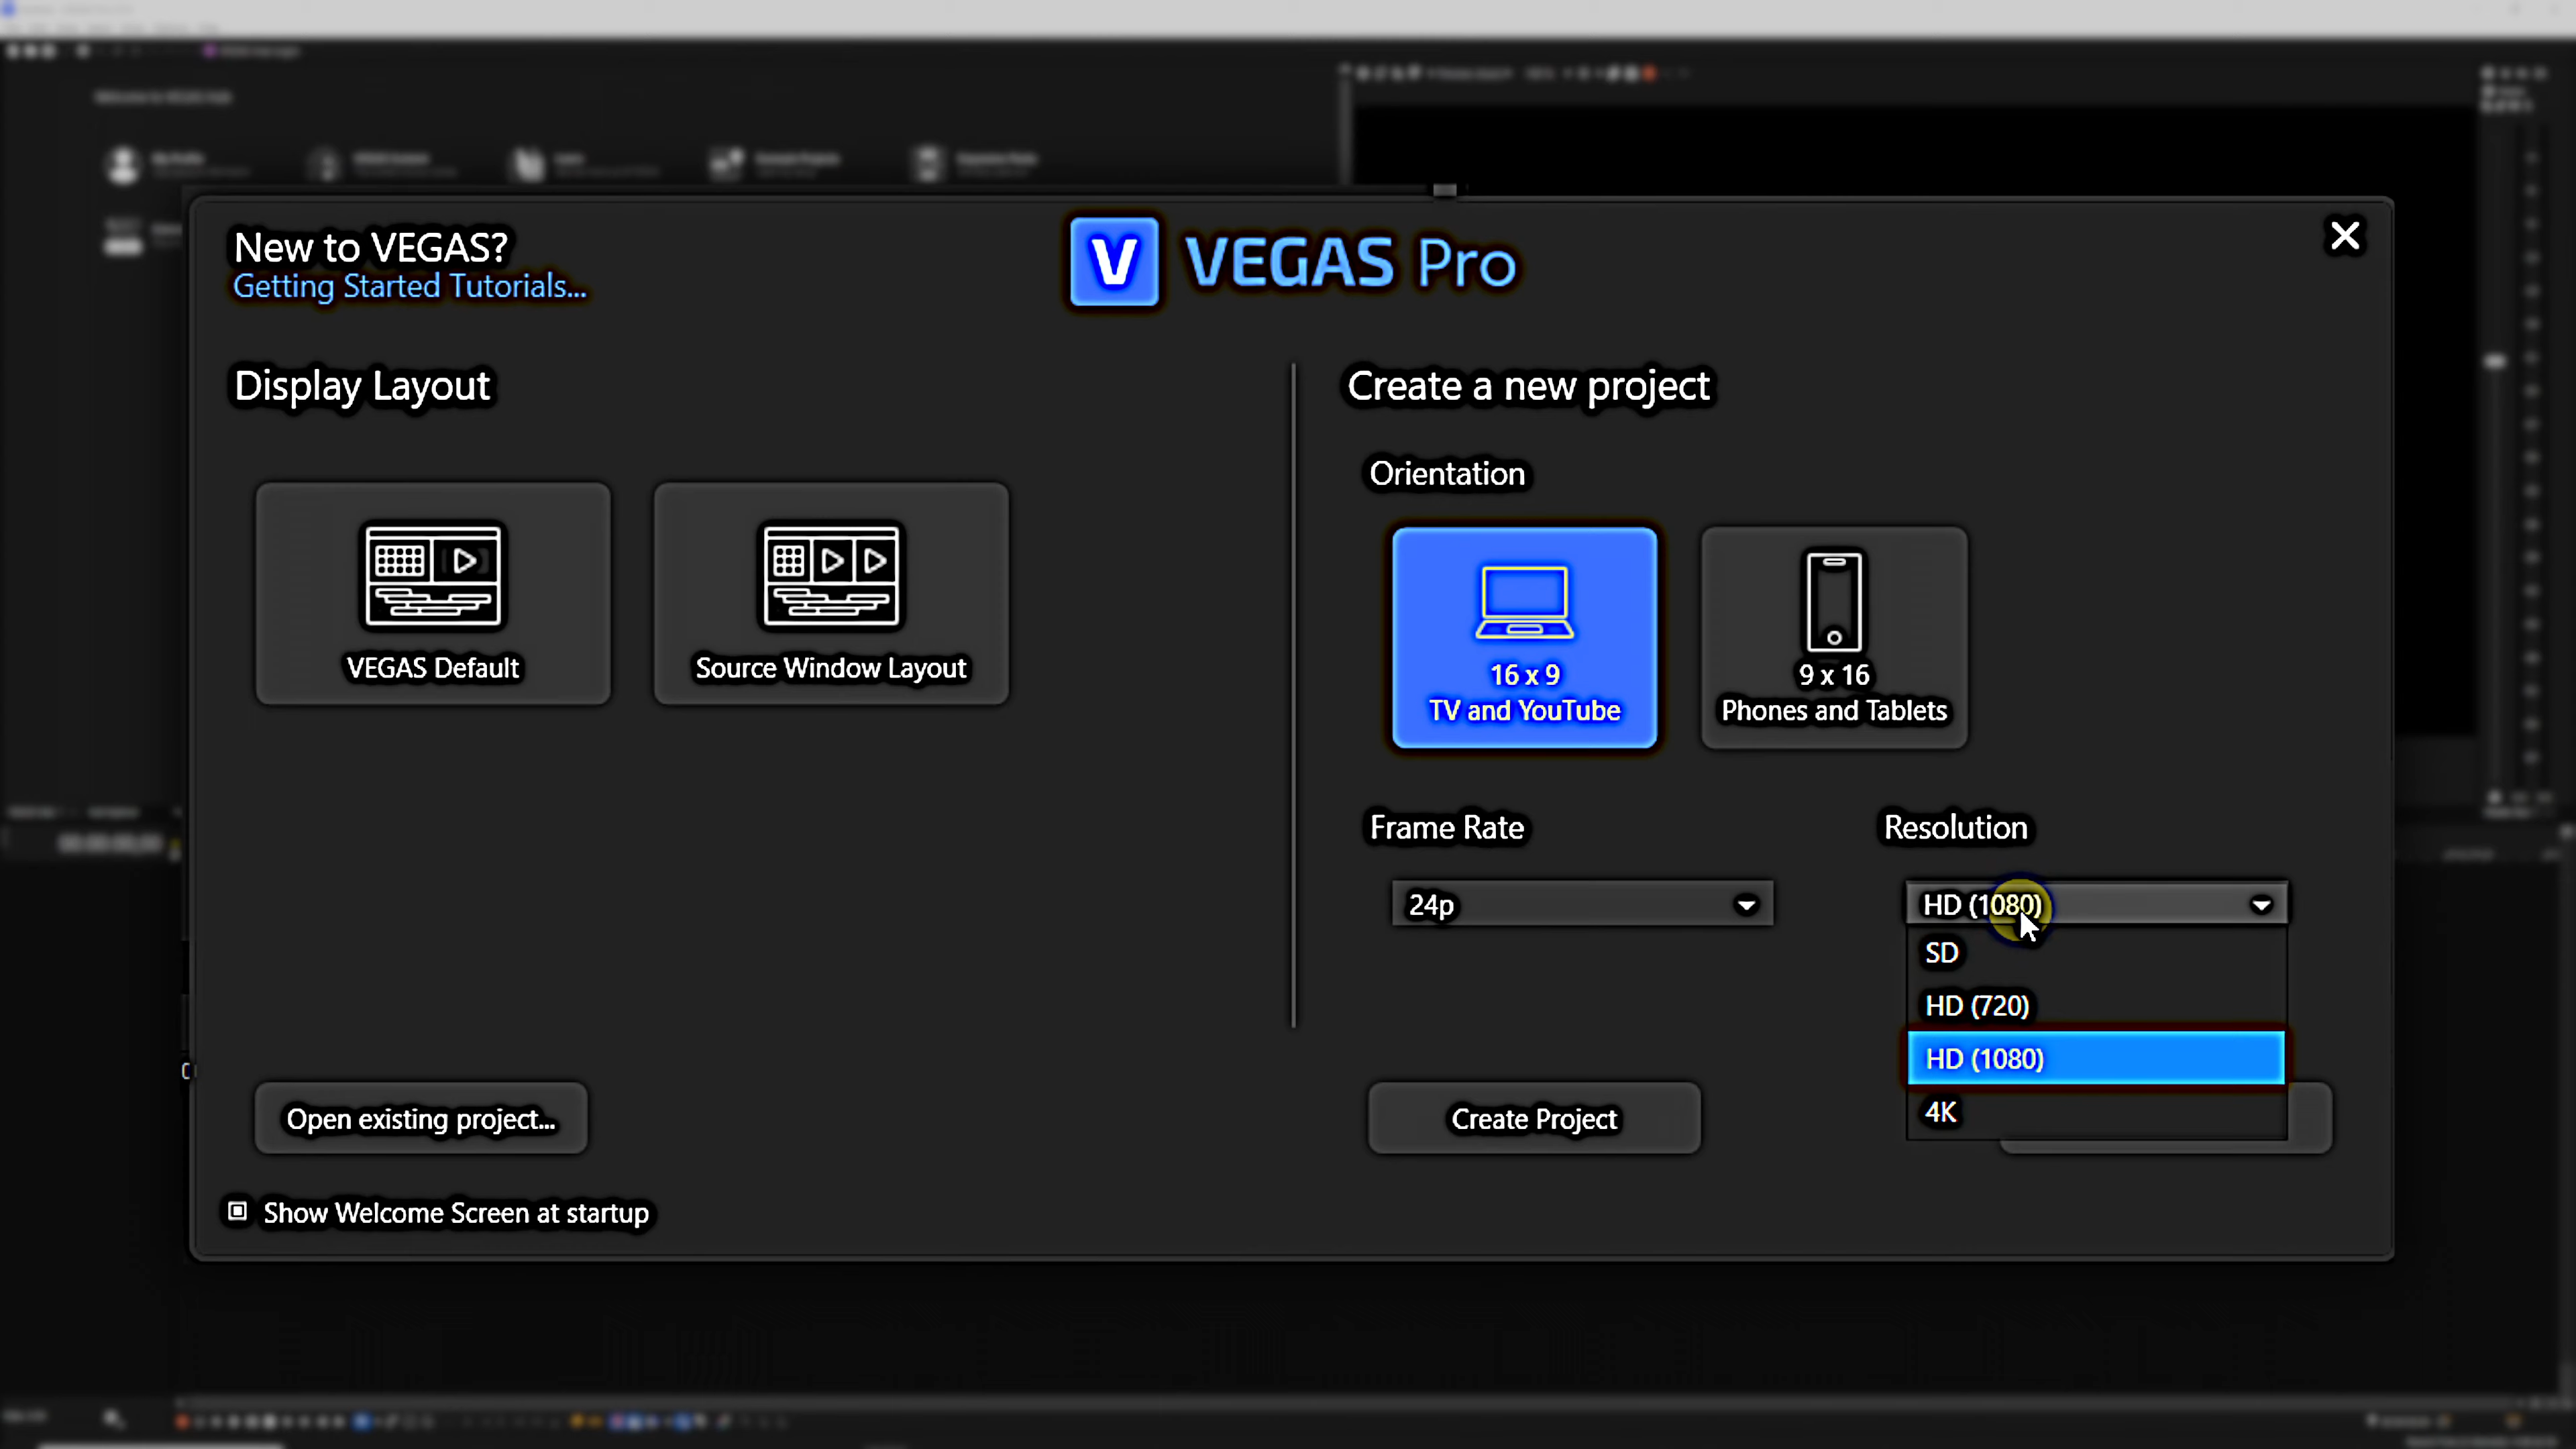 New to VEGAS?
Getting Started Tutorials...
V VEGAS Pro
Display Layout
VEGAS Default
Source Window Layout
Create a new project
Orientation
16 x 9
TV and YouTube
9 x 16
Phones and Tablets
Frame Rate
Resolution
24p
HD (1080)
SD
HD (720)
HD (1080)
4K
Open existing project...
Create Project
Show Welcome Screen at startup